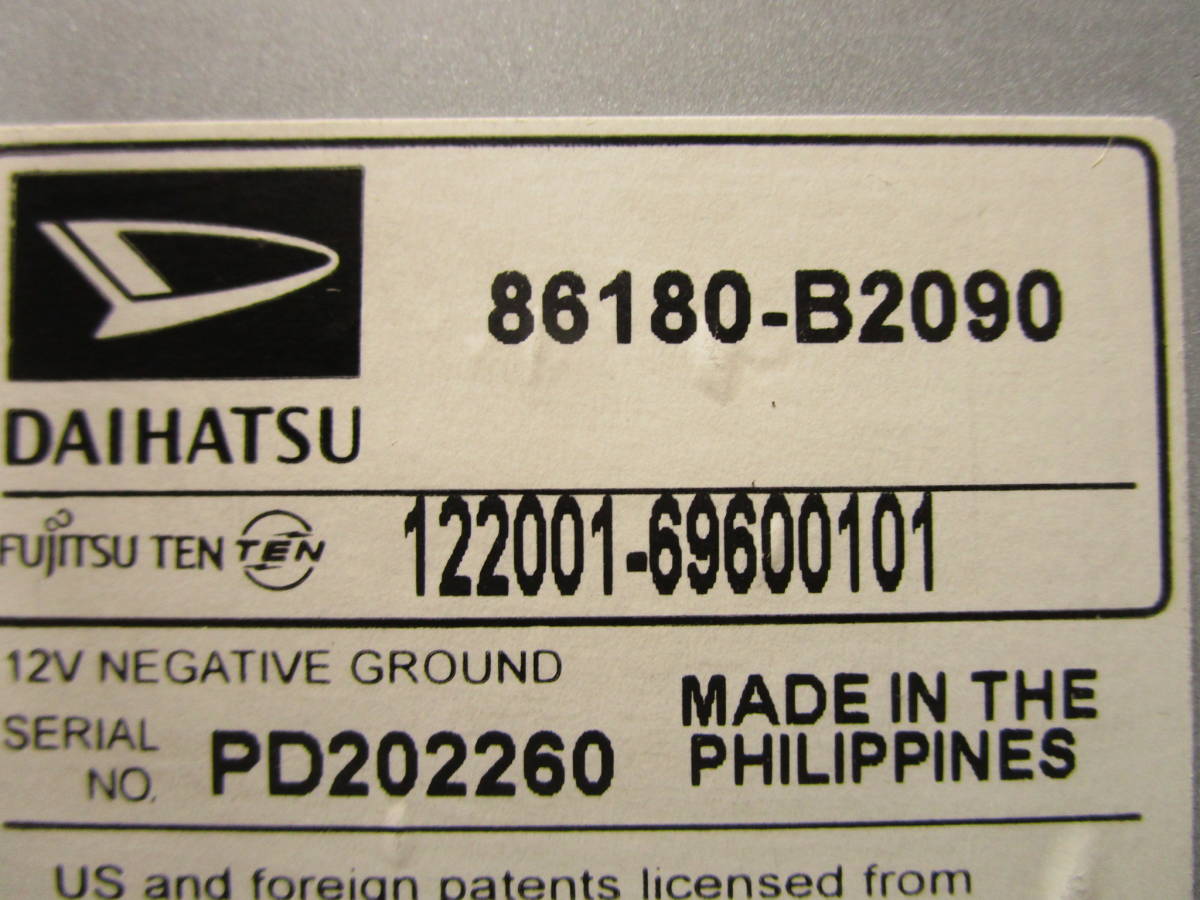 86180-B2090
DAIHATSU
FUJITSU TEN TEN 122001-69600101
12V NEGATIVE GROUND
SERIAL NO. PD202260
MADE IN THE
PHILIPPINES
US and foreign patents licensed from